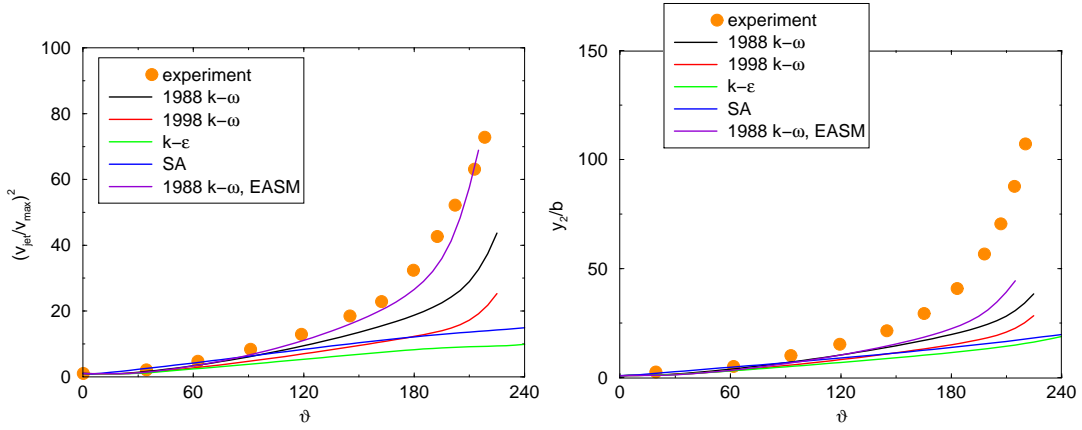 experiment
1988 k−ω
1998 k−ω
k−ε
SA
1988 k−ω, EASM
100
80
60
40
20
0
(v_jet/v_max)^2
0 60 120 180 240
ϑ
experiment
1988 k−ω
1998 k−ω
k−ε
SA
1988 k−ω, EASM
150
100
50
0
y_2/b
0 60 120 180 240
ϑ